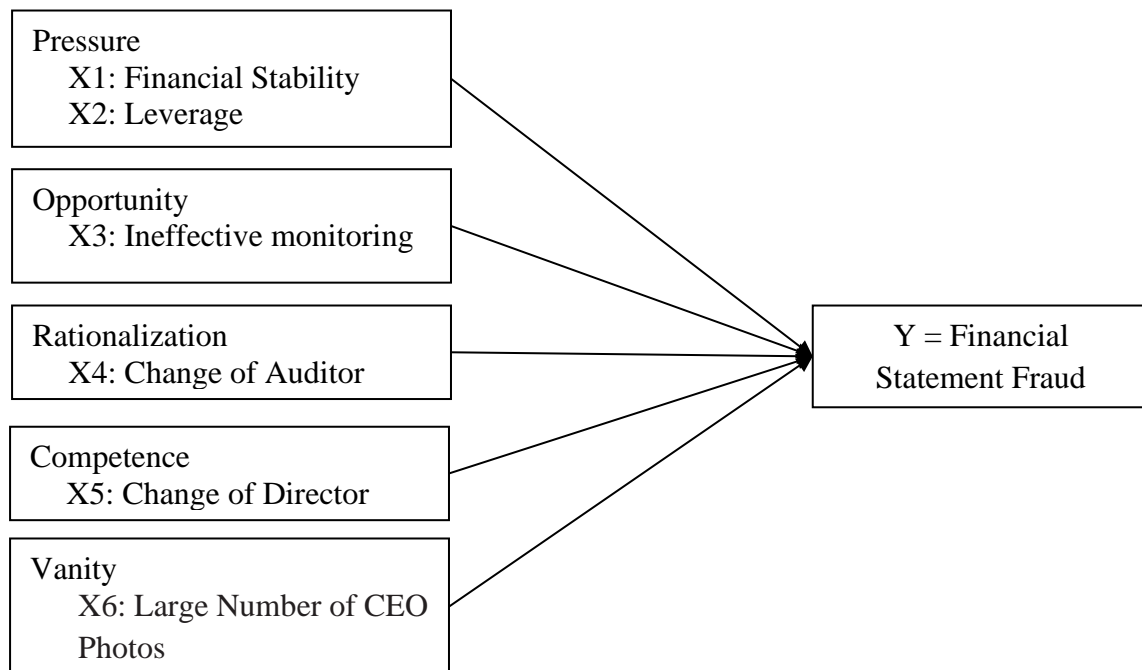 Pressure
X1: Financial Stability
X2: Leverage
Opportunity
X3: Ineffective monitoring
Rationalization
X4: Change of Auditor
Competence
X5: Change of Director
Vanity
X6: Large Number of CEO
Photos
Y = Financial
Statement Fraud